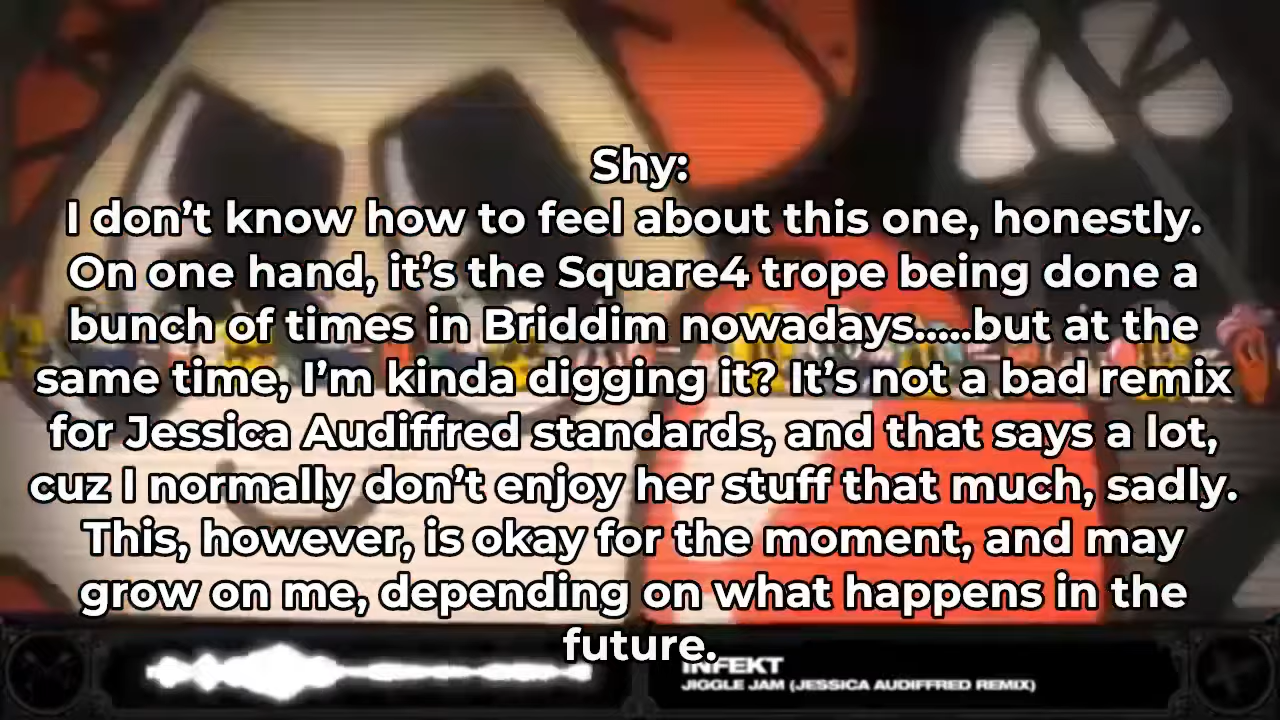 Shy:
I don’t know how to feel about this one, honestly.
On one hand, it’s the Square4 trope being done a
bunch of times in Briddim nowadays.....but at the
same time, I’m kinda digging it? It’s not a bad remix
for Jessica Audiffred standards, and that says a lot,
cuz I normally don’t enjoy her stuff that much, sadly.
This, however, is okay for the moment, and may
grow on me, depending on what happens in the
future.
INFEKT
JIGGLE JAM (JESSICA AUDIFFRED REMIX)